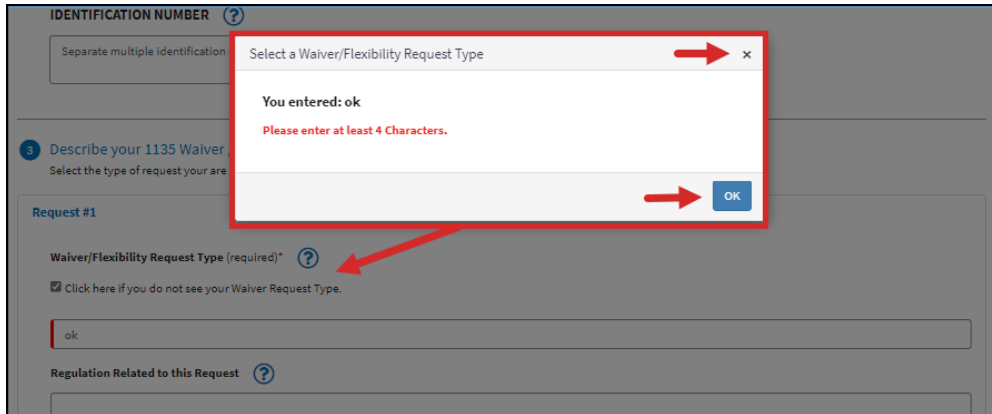 IDENTIFICATION NUMBER ?
Separate multiple identification
Select a Waiver/Flexibility Request Type ×
You entered: ok
Please enter at least 4 Characters.
OK
3 Describe your 1135 Waiver
Select the type of request your are
Request #1
Waiver/Flexibility Request Type (required)* ?
Click here if you do not see your Waiver Request Type.
ok
Regulation Related to this Request ?